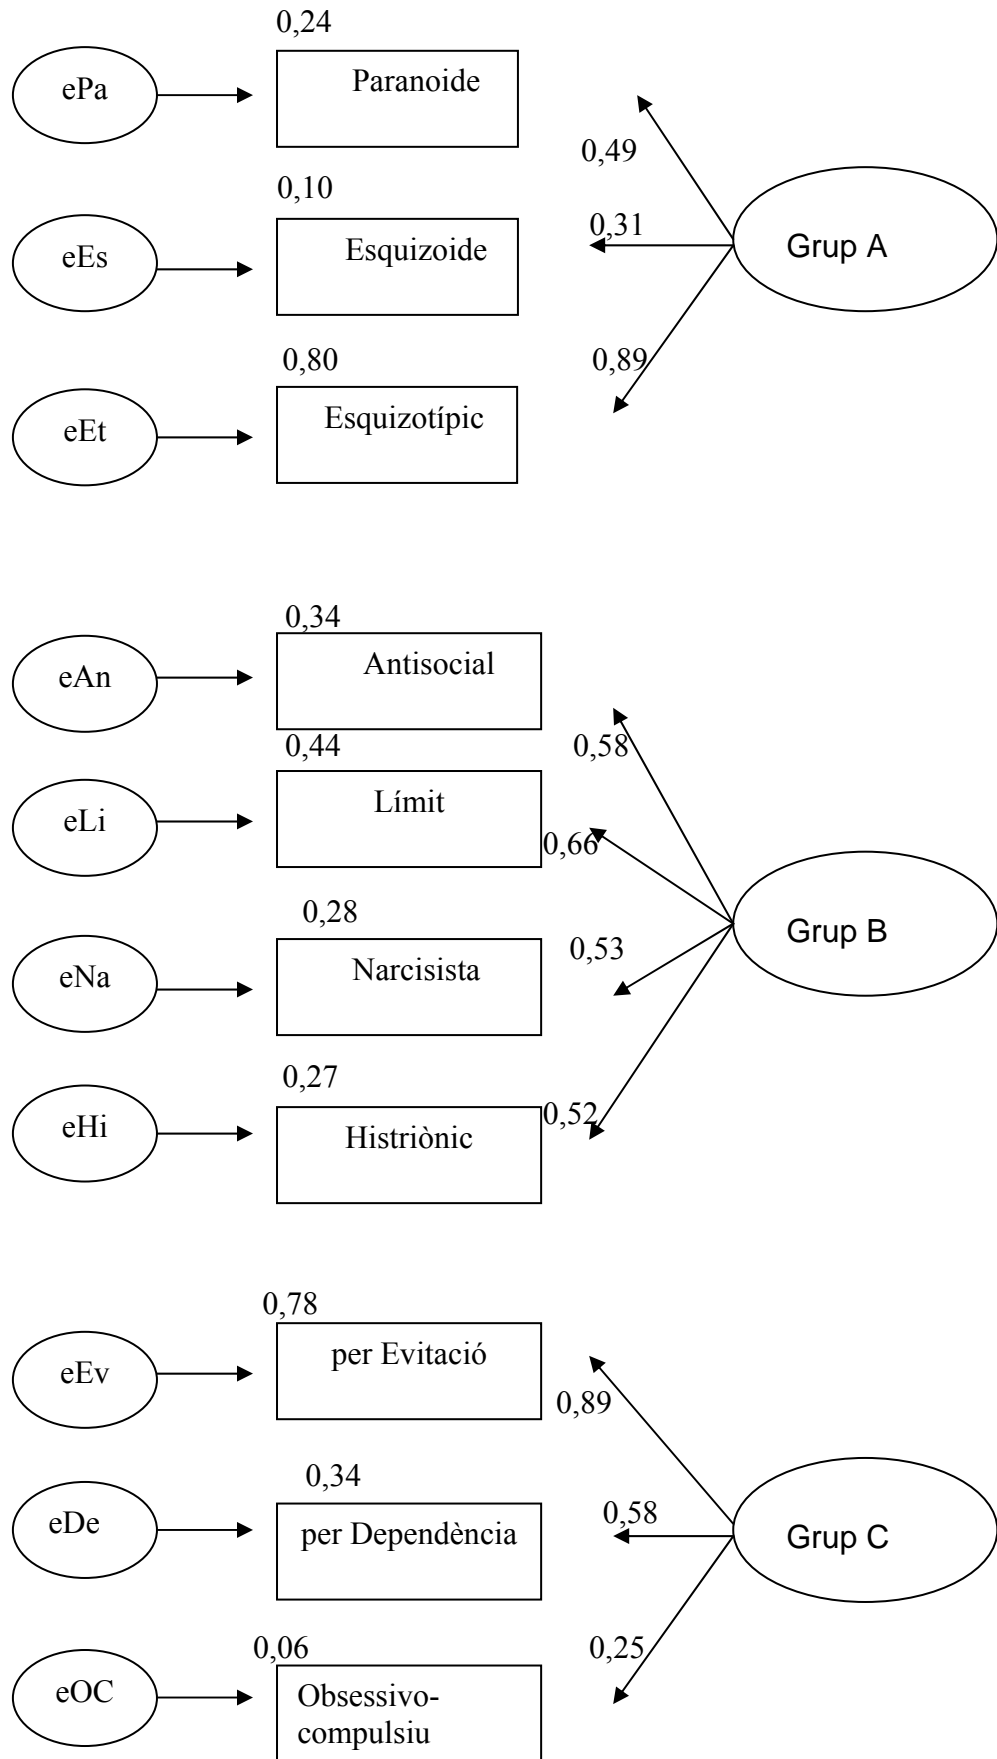 0,24
ePa
Paranoide
0,49
0,10
eEs
Esquizoide
0,31
Grup A
0,80
0,89
eEt
Esquizotípic
0,34
eAn
Antisocial
0,44
0,58
eLi
Límit
0,66
0,28
Grup B
eNa
Narcisista
0,53
0,27
eHi
Histriònic
0,52
0,78
eEv
per Evitació
0,89
0,34
eDe
per Dependència
0,58
Grup C
0,06
0,25
eOC
Obsessivo-
compulsiu